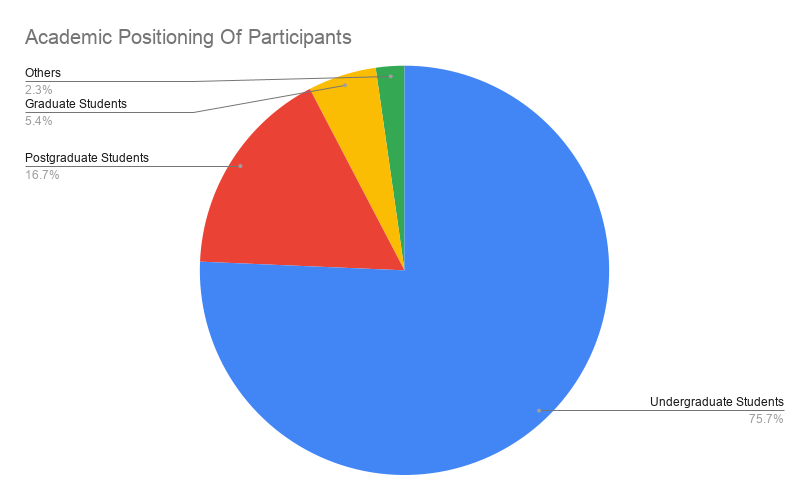 Academic Positioning Of Participants
Others
2.3%
Graduate Students
5.4%
Postgraduate Students
16.7%
Undergraduate Students
75.7%